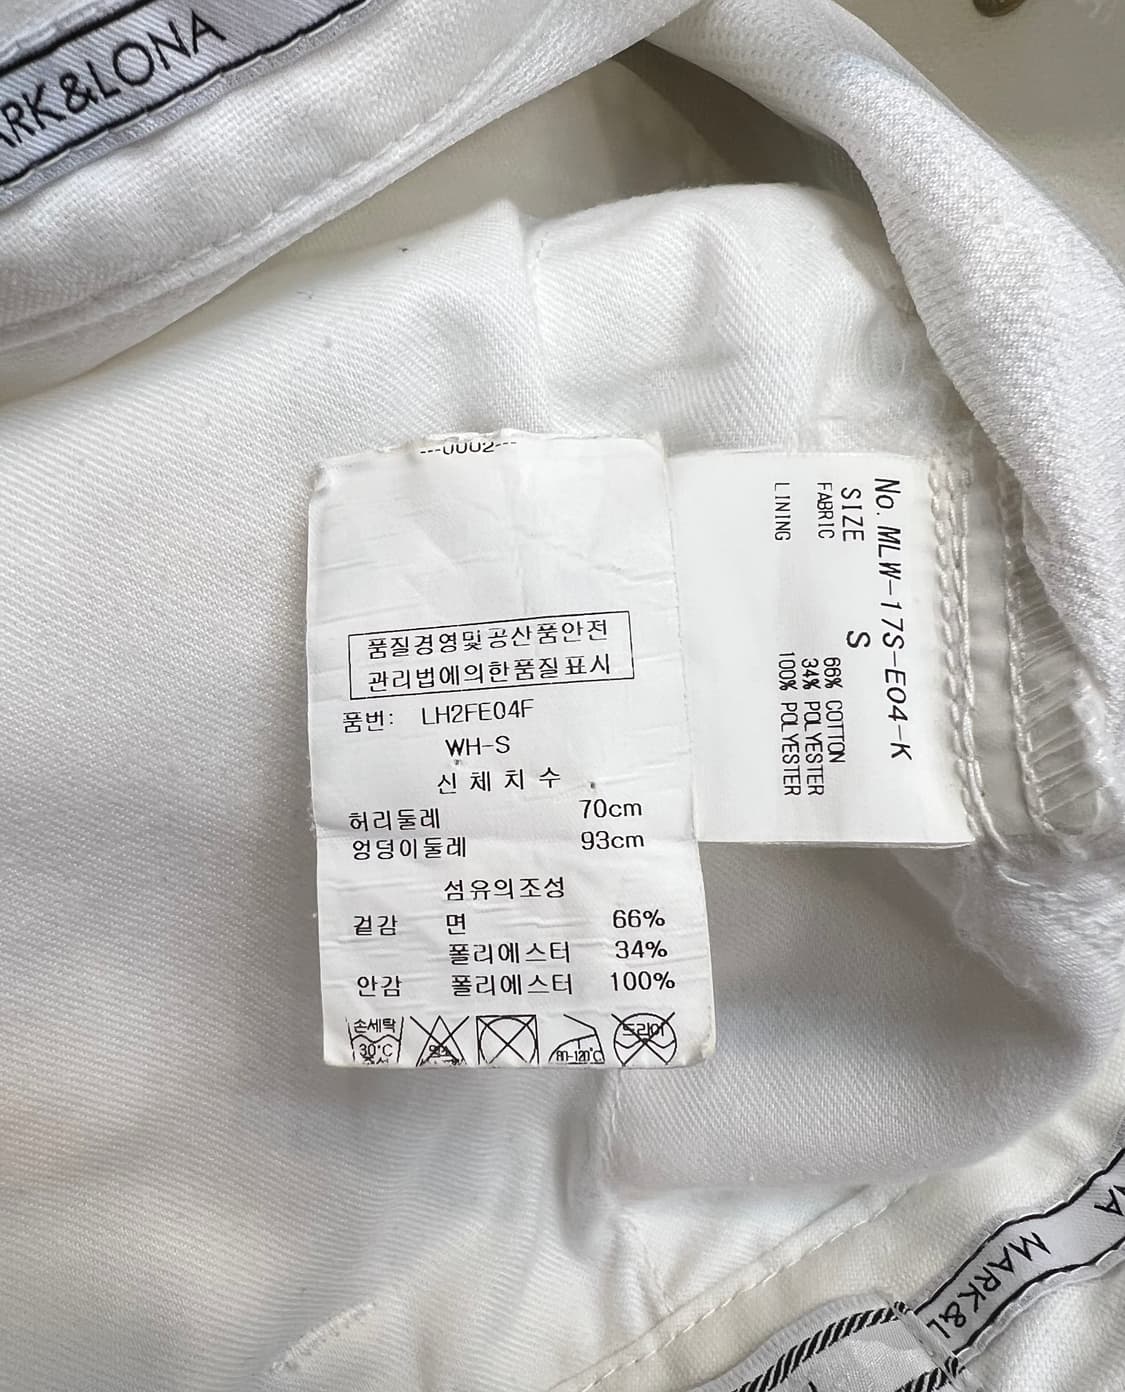 ARK&LONA
---0002---
품질경영및공산품안전
관리법에의한품질표시
품번: LH2FE04F
WH-S
신체치수
허리둘레 70cm
엉덩이둘레 93cm
섬유의조성
겉감 면 66%
폴리에스터 34%
안감 폴리에스터 100%
손세탁
30°C
80-120°C
드라이
No. MLW-17S-E04-K
SIZE S
FABRIC 66% COTTON
34% POLYESTER
LINING 100% POLYESTER
NA
MARK&L